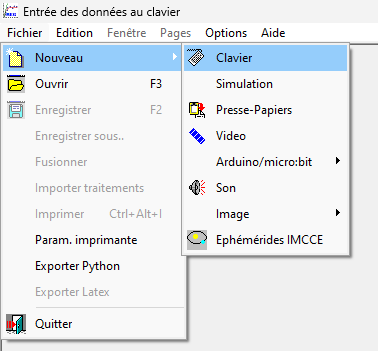 Entrée des données au clavier
Fichier Edition Fenêtre Pages Options Aide
Nouveau
Ouvrir F3
Enregistrer F2
Enregistrer sous..
Fusionner
Importer traitements
Imprimer Ctrl+Alt+I
Param. imprimante
Exporter Python
Exporter Latex
Quitter
Clavier
Simulation
Presse-Papiers
Video
Arduino/micro:bit
Son
Image
Ephémérides IMCCE